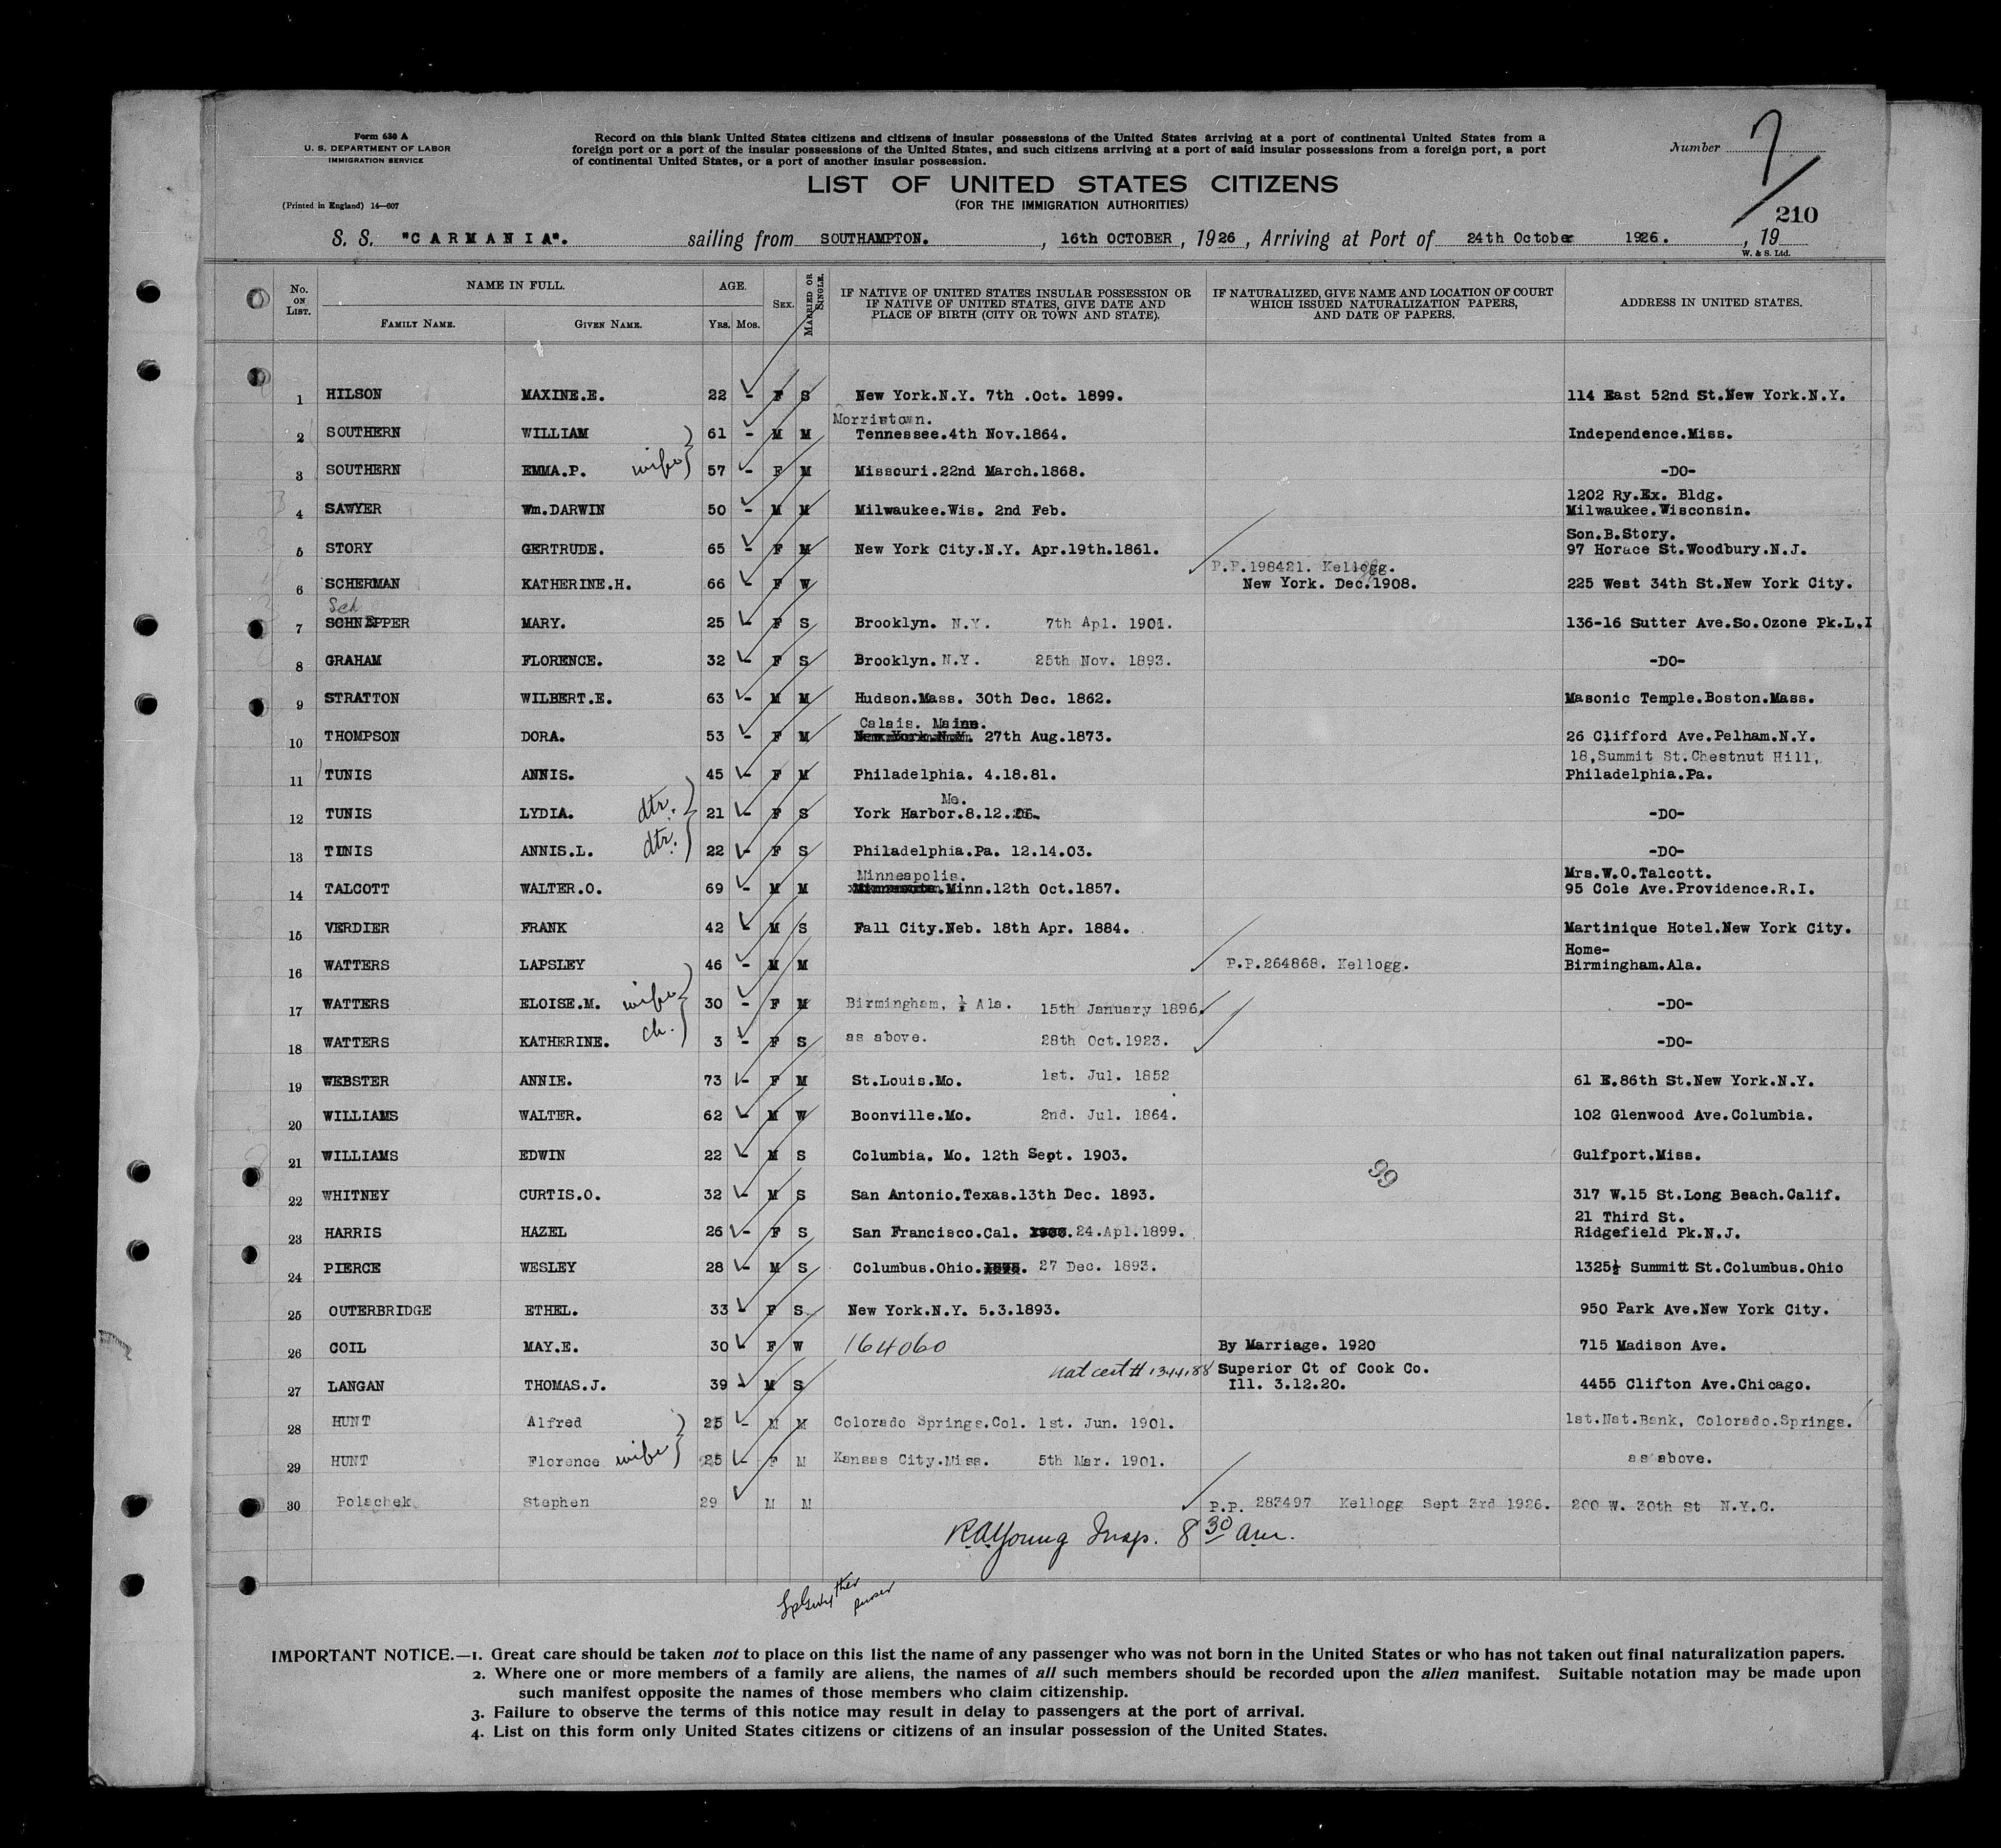 Form 630 A
U. S. DEPARTMENT OF LABOR
IMMIGRATION SERVICE
(Printed in England) 14—607
Record on this blank United States citizens and citizens of insular possessions of the United States arriving at a port of continental United States from a
foreign port or a port of the insular possessions of the United States, and such citizens arriving at a port of said insular possessions from a foreign port, a port
of continental United States, or a port of another insular possession.
LIST OF UNITED STATES CITIZENS
(FOR THE IMMIGRATION AUTHORITIES)
Number 7
210
S. S. "CARMANIA". sailing from SOUTHAMPTON. , 16th OCTOBER , 1926 , Arriving at Port of 24th October 1926. , 19
W. & S. Ltd.
No. ON LIST. NAME IN FULL. AGE. SEX. MARRIED OR SINGLE. IF NATIVE OF UNITED STATES INSULAR POSSESSION OR IF NATIVE OF UNITED STATES, GIVE DATE AND PLACE OF BIRTH (CITY OR TOWN AND STATE). IF NATURALIZED, GIVE NAME AND LOCATION OF COURT WHICH ISSUED NATURALIZATION PAPERS, AND DATE OF PAPERS. ADDRESS IN UNITED STATES.
FAMILY NAME. GIVEN NAME. YRS. MOS.
1 HILSON MAXINE.E. 22 - F S New York.N.Y. 7th .Oct. 1899. 114 East 52nd St.New York.N.Y.
Morristown.
2 SOUTHERN WILLIAM 61 - M M Tennessee.4th Nov.1864. Independence.Miss.
3 SOUTHERN EMMA.P. wife 57 - F M Missouri.22nd March.1868. -DO-
1202 Ry.Ex. Bldg.
4 SAWYER Wm.DARWIN 50 - M M Milwaukee.Wis. 2nd Feb. Milwaukee.Wisconsin.
Son.B.Story.
5 STORY GERTRUDE. 65 - F M New York City.N.Y. Apr.19th.1861. 97 Horace St.Woodbury.N.J.
P.P.198421. Kellogg.
6 SCHERMAN KATHERINE.H. 66 - F W New York. Dec.1908. 225 West 34th St.New York City.
Sch
7 SCHNEPPER MARY. 25 - F S Brooklyn. N.Y. 7th Apl. 1901. 136-16 Sutter Ave.So.Ozone Pk.L.I
8 GRAHAM FLORENCE. 32 - F S Brooklyn.N.Y. 25th Nov. 1893. -DO-
9 STRATTON WILBERT.E. 63 - M M Hudson.Mass. 30th Dec. 1862. Masonic Temple.Boston.Mass.
Calais. Maine.
10 THOMPSON DORA. 53 - F M New York.N.Y. 27th Aug.1873. 26 Clifford Ave.Pelham.N.Y.
18,Summit St.Chestnut Hill,
11 TUNIS ANNIS. 45 - F M Philadelphia. 4.18.81. Philadelphia.Pa.
Me.
12 TUNIS LYDIA. dtr. 21 - F S York Harbor.8.12. -DO-
13 TUNIS ANNIS.L. dtr. 22 - F S Philadelphia.Pa. 12.14.03. -DO-
Minneapolis. Mrs.W.O.Talcott.
14 TALCOTT WALTER.O. 69 - M M .Minn.12th Oct.1857. 95 Cole Ave.Providence.R.I.
15 VERDIER FRANK 42 - M S Fall City.Neb. 18th Apr. 1884. Martinique Hotel.New York City.
Home-
16 WATTERS LAPSLEY 46 - M M P.P.264868. Kellogg. Birmingham.Ala.
17 WATTERS ELOISE.M. wife 30 - F M Birmingham, Ala. 15th January 1896. -DO-
18 WATTERS KATHERINE. ch. 3 - F S as above. 28th Oct.1923. -DO-
19 WEBSTER ANNIE. 73 - F M St.Louis.Mo. 1st. Jul. 1852 61 E.86th St.New York.N.Y.
20 WILLIAMS WALTER. 62 - M W Boonville.Mo. 2nd. Jul. 1864. 102 Glenwood Ave.Columbia.
21 WILLIAMS EDWIN 22 - M S Columbia. Mo. 12th Sept. 1903. Gulfport.Miss.
99
22 WHITNEY CURTIS.O. 32 - M S San Antonio.Texas.13th Dec. 1893. 317 W.15 St.Long Beach.Calif.
21 Third St.
23 HARRIS HAZEL 26 - F S San Francisco.Cal. 24.Apl.1899. Ridgefield Pk.N.J.
24 PIERCE WESLEY 28 - M S Columbus.Ohio. 27 Dec. 1893. 1325½ Summitt St.Columbus.Ohio
25 OUTERBRIDGE ETHEL. 33 - F S New York.N.Y. 5.3.1893. 950 Park Ave.New York City.
26 COIL MAY.E. 30 - F W 164060 By Marriage. 1920 715 Madison Ave.
nat cert # 1344188 Superior Ct of Cook Co.
27 LANGAN THOMAS.J. 39 - M S Ill. 3.12.20. 4455 Clifton Ave.Chicago.
28 HUNT Alfred 25 - M M Colorado Springs.Col. 1st. Jun. 1901. 1st.Nat.Bank, Colorado.Springs.
29 HUNT Florence wife 25 - F M Kansas City.Miss. 5th Mar. 1901. as above.
30 Polachek Stephen 29 M M P.P. 283497 Kellogg Sept 3rd 1926. 200 W. 30th St N.Y.C.
R.A. Young Insp. 8 30 am.
purser
IMPORTANT NOTICE.—1. Great care should be taken not to place on this list the name of any passenger who was not born in the United States or who has not taken out final naturalization papers.
2. Where one or more members of a family are aliens, the names of all such members should be recorded upon the alien manifest. Suitable notation may be made upon
such manifest opposite the names of those members who claim citizenship.
3. Failure to observe the terms of this notice may result in delay to passengers at the port of arrival.
4. List on this form only United States citizens or citizens of an insular possession of the United States.